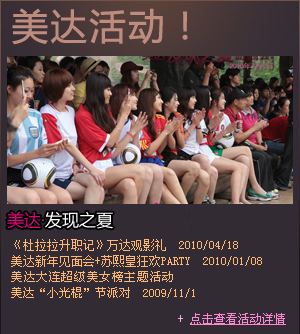 美达活动！
美达·发现之夏
《杜拉拉升职记》万达观影礼 2010/04/18
美达新年见面会+苏熙皇狂欢PARTY 2010/01/08
美达大连超级美女榜主题活动
美达“小光棍”节派对 2009/11/1
+ 点击查看活动详情